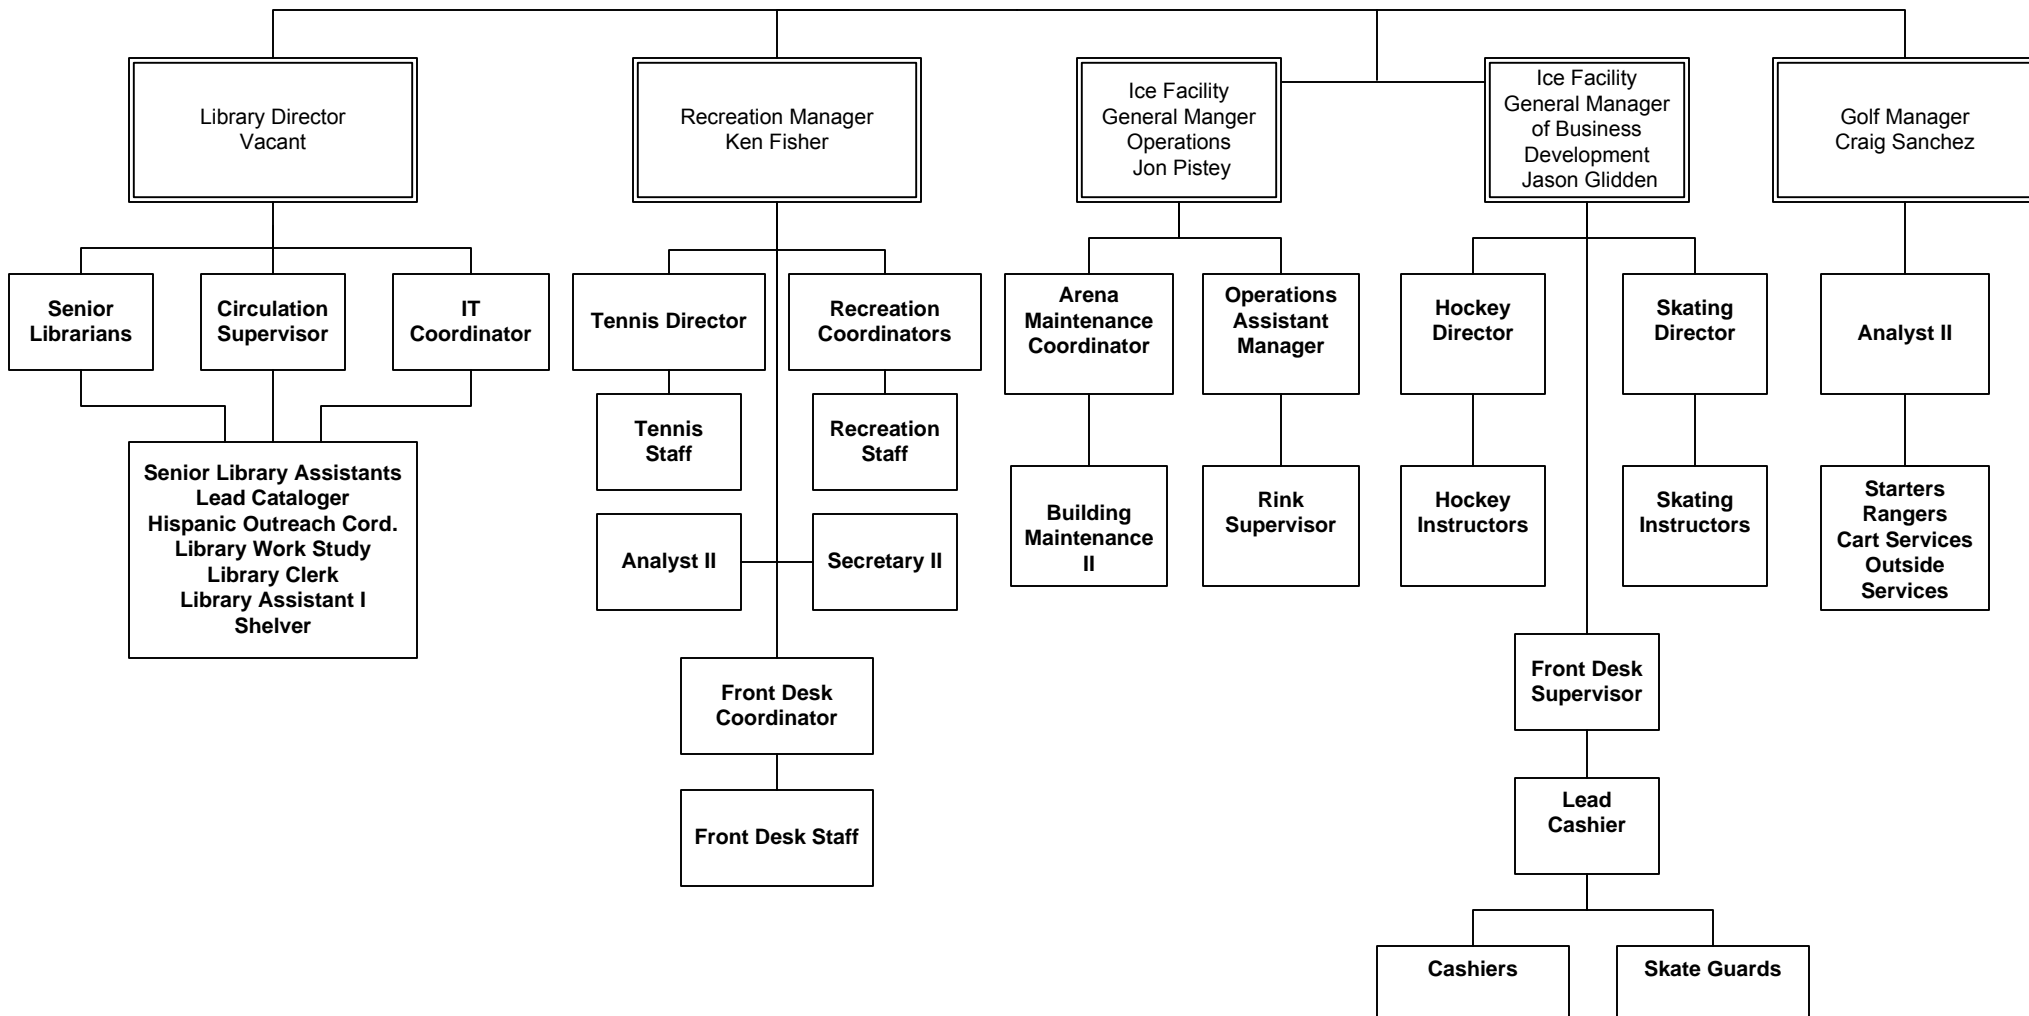 Library Director
Vacant
Recreation Manager
Ken Fisher
Ice Facility
General Manger
Operations
Jon Pistey
Ice Facility
General Manager
of Business
Development
Jason Glidden
Golf Manager
Craig Sanchez
Senior
Librarians
Circulation
Supervisor
IT
Coordinator
Tennis Director
Recreation
Coordinators
Arena
Maintenance
Coordinator
Operations
Assistant
Manager
Hockey
Director
Skating
Director
Analyst II
Tennis
Staff
Recreation
Staff
Senior Library Assistants
Lead Cataloger
Hispanic Outreach Cord.
Library Work Study
Library Clerk
Library Assistant I
Shelver
Analyst II
Secretary II
Building
Maintenance
II
Rink
Supervisor
Hockey
Instructors
Skating
Instructors
Starters
Rangers
Cart Services
Outside
Services
Front Desk
Coordinator
Front Desk
Supervisor
Front Desk Staff
Lead
Cashier
Cashiers
Skate Guards